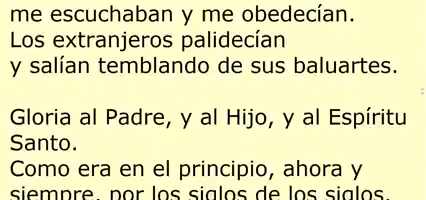 me escuchaban y me obedecían.
Los extranjeros palidecían
y salían temblando de sus baluartes.
Gloria al Padre, y al Hijo, y al Espíritu
Santo.
Como era en el principio, ahora y
siempre, por los siglos de los siglos.